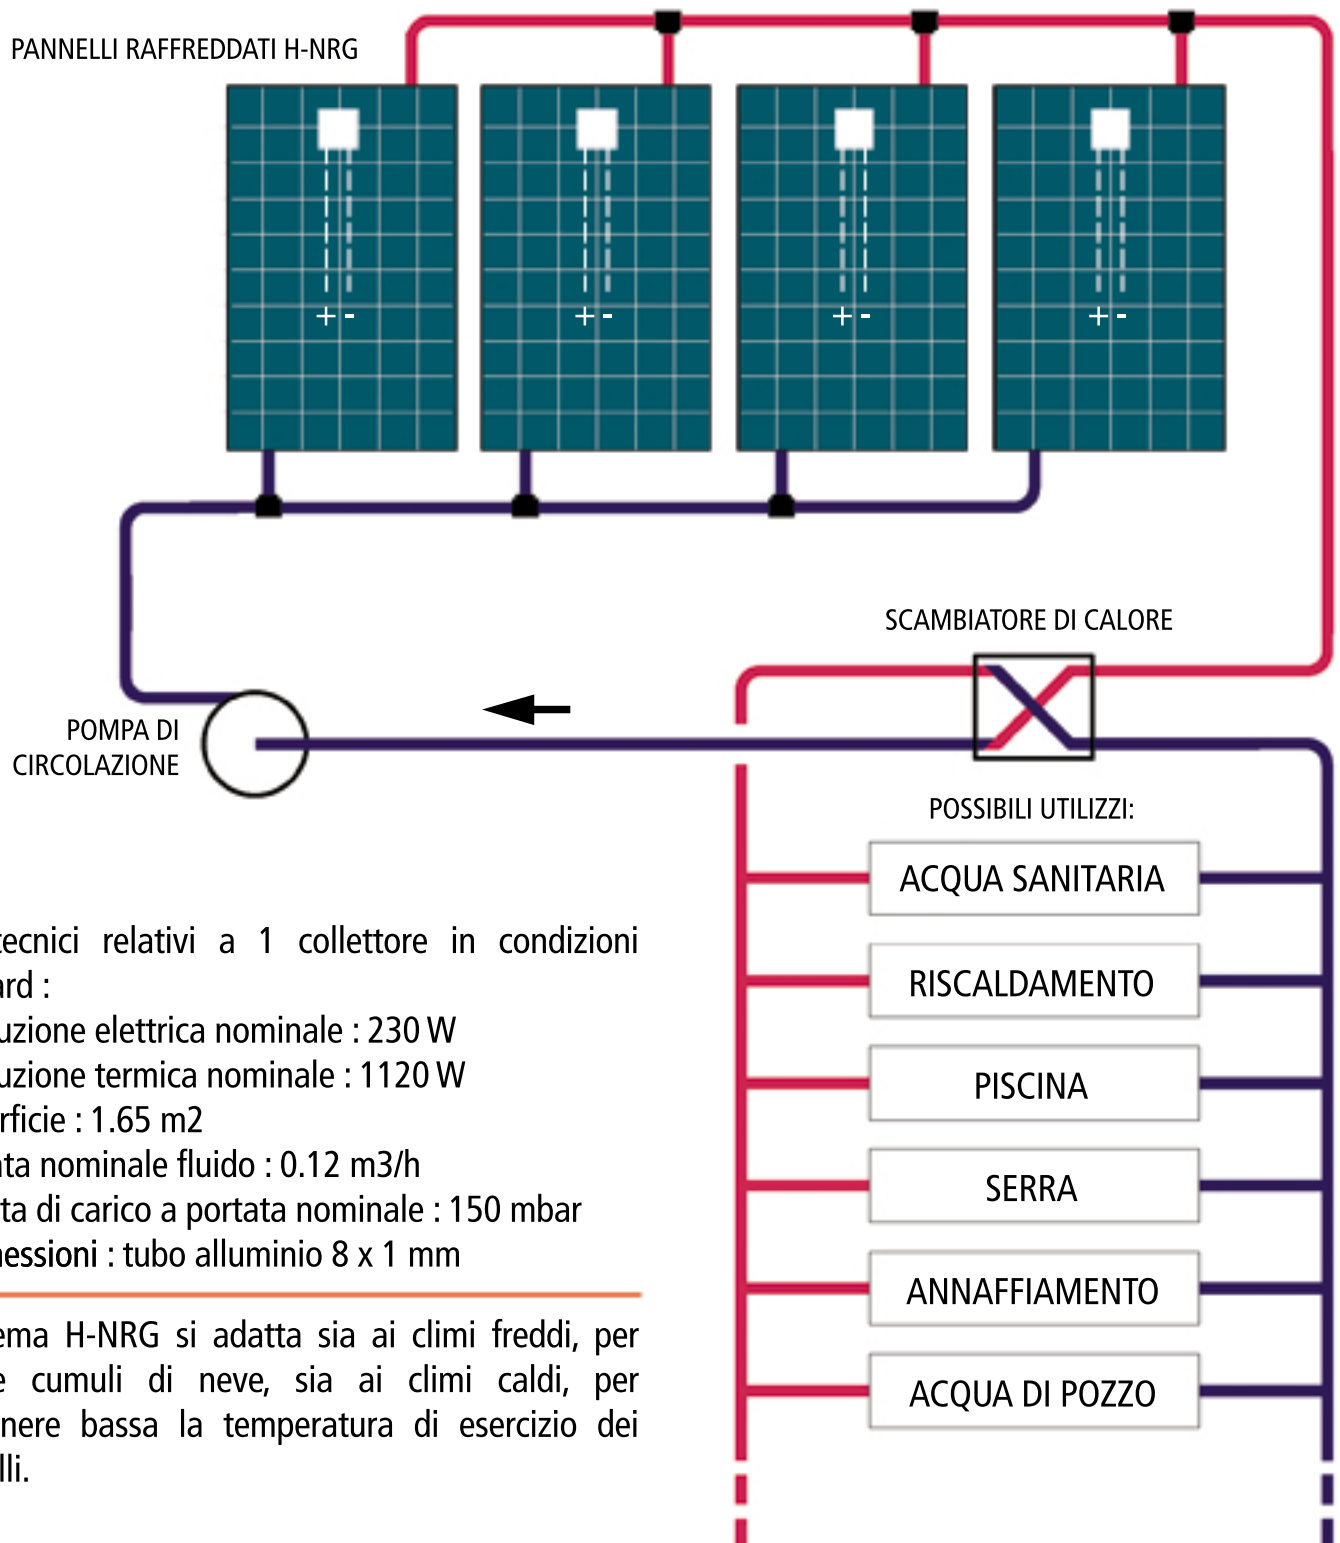 PANNELLI RAFFREDDATI H-NRG
+ -
+ -
+ -
+ -
SCAMBIATORE DI CALORE
POMPA DI
CIRCOLAZIONE
POSSIBILI UTILIZZI:
ACQUA SANITARIA
RISCALDAMENTO
PISCINA
SERRA
ANNAFFIAMENTO
ACQUA DI POZZO
tecnici relativi a 1 collettore in condizioni
ard :
uzione elettrica nominale : 230 W
uzione termica nominale : 1120 W
rficie : 1.65 m2
ata nominale fluido : 0.12 m3/h
ta di carico a portata nominale : 150 mbar
nessioni : tubo alluminio 8 x 1 mm
ema H-NRG si adatta sia ai climi freddi, per
e cumuli di neve, sia ai climi caldi, per
nere bassa la temperatura di esercizio dei
lli.